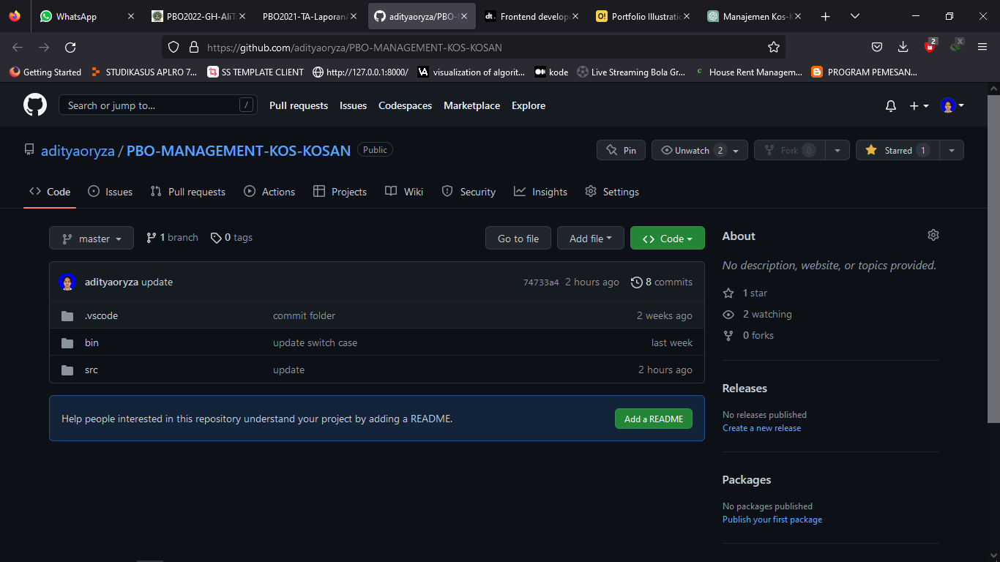 WhatsApp
PBO2022-GH-AliT
PBO2021-TA-Laporan
adityaoryza/PBO-
dt. Frontend develop
O! Portfolio Illustratio
Manajemen Kos-K
https://github.com/adityaoryza/PBO-MANAGEMENT-KOS-KOSAN
2
X
Getting Started
STUDIKASUS APLRO 7...
SS TEMPLATE CLIENT
http://127.0.0.1:8000/
visualization of algorit...
kode
Live Streaming Bola Gr...
House Rent Managem...
PROGRAM PEMESAN...
Search or jump to...
/
Pull requests
Issues
Codespaces
Marketplace
Explore
adityaoryza / PBO-MANAGEMENT-KOS-KOSAN
Public
Pin
Unwatch 2
Fork 0
Starred 1
Code
Issues
Pull requests
Actions
Projects
Wiki
Security
Insights
Settings
master
1 branch
0 tags
Go to file
Add file
Code
adityaoryza update
74733a4 2 hours ago
8 commits
.vscode commit folder 2 weeks ago
bin update switch case last week
src update 2 hours ago
Help people interested in this repository understand your project by adding a README.
Add a README
About
No description, website, or topics provided.
1 star
2 watching
0 forks
Releases
No releases published
Create a new release
Packages
No packages published
Publish your first package